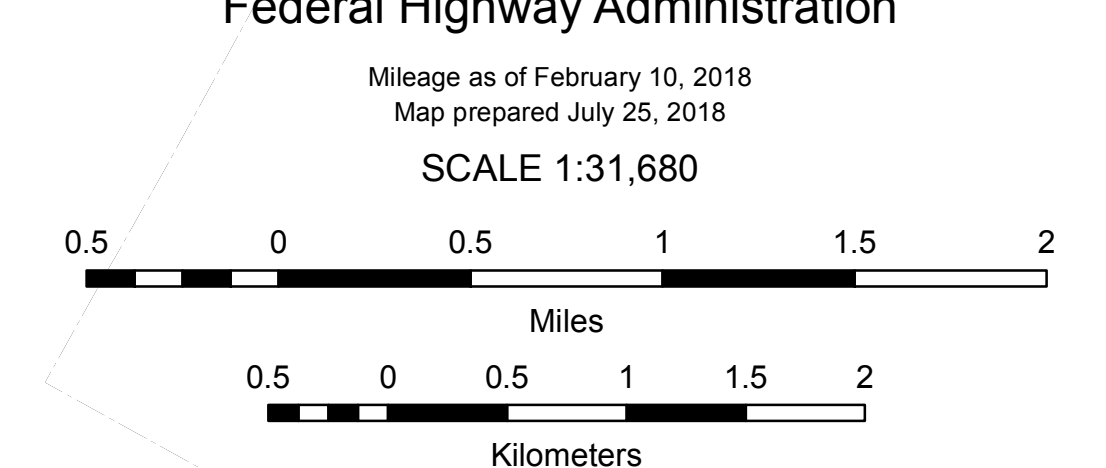 Federal Highway Administration
Mileage as of February 10, 2018
Map prepared July 25, 2018
SCALE 1:31,680
0.5 0 0.5 1 1.5 2
Miles
0.5 0 0.5 1 1.5 2
Kilometers